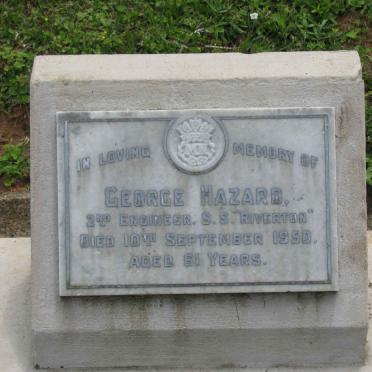 IN LOVING MEMORY OF
GEORGE HAZARD,
2ND ENGINEER. S.S. "RIVERTON"
DIED 10TH SEPTEMBER 1950.
AGED 61 YEARS.